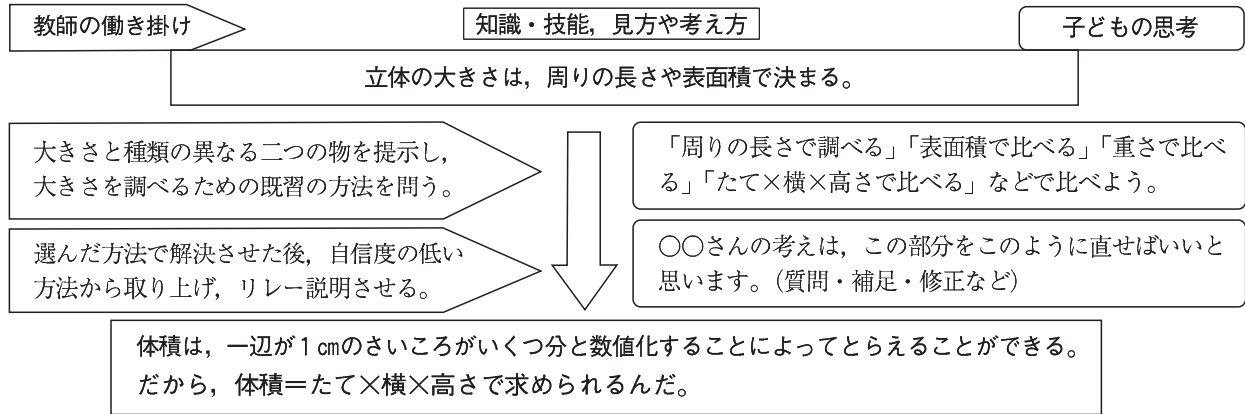 教師の働き掛け
知識・技能，見方や考え方
子どもの思考
立体の大きさは，周りの長さや表面積で決まる。
大きさと種類の異なる二つの物を提示し，
大きさを調べるための既習の方法を問う。
「周りの長さで調べる」「表面積で比べる」「重さで比べ
る」「たて×横×高さで比べる」などで比べよう。
選んだ方法で解決させた後，自信度の低い
方法から取り上げ，リレー説明させる。
〇〇さんの考えは，この部分をこのように直せばいいと
思います。（質問・補足・修正など）
体積は，一辺が１㎝のさいころがいくつ分と数値化することによってとらえることができる。
だから，体積＝たて×横×高さで求められるんだ。